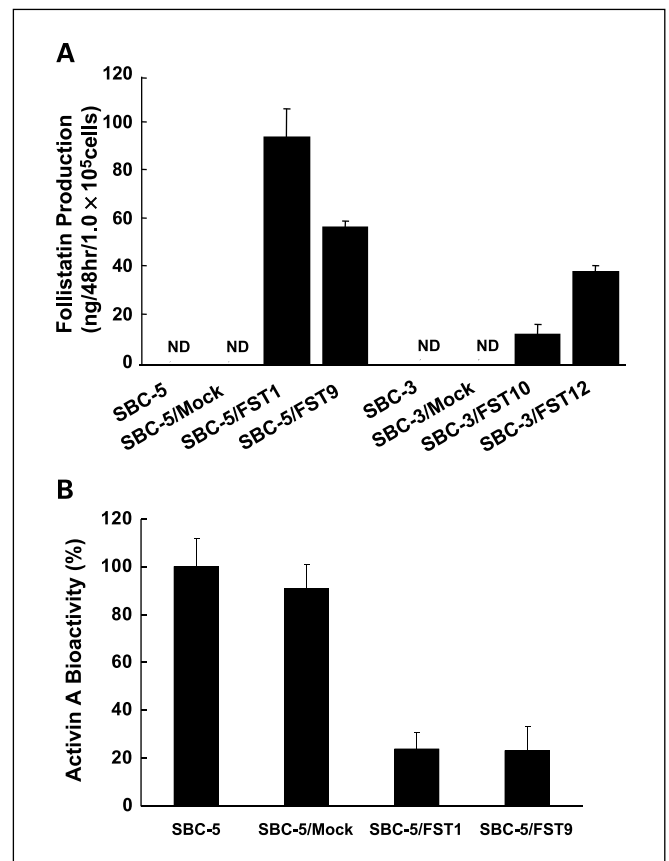 A
Follistatin Production
(ng/48hr/1.0 × 10⁵cells)
120
100
80
60
40
20
0
ND
ND
ND
ND
SBC-5
SBC-5/Mock
SBC-5/FST1
SBC-5/FST9
SBC-3
SBC-3/Mock
SBC-3/FST10
SBC-3/FST12
B
Activin A Bioactivity (%)
120
100
80
60
40
20
0
SBC-5
SBC-5/Mock
SBC-5/FST1
SBC-5/FST9